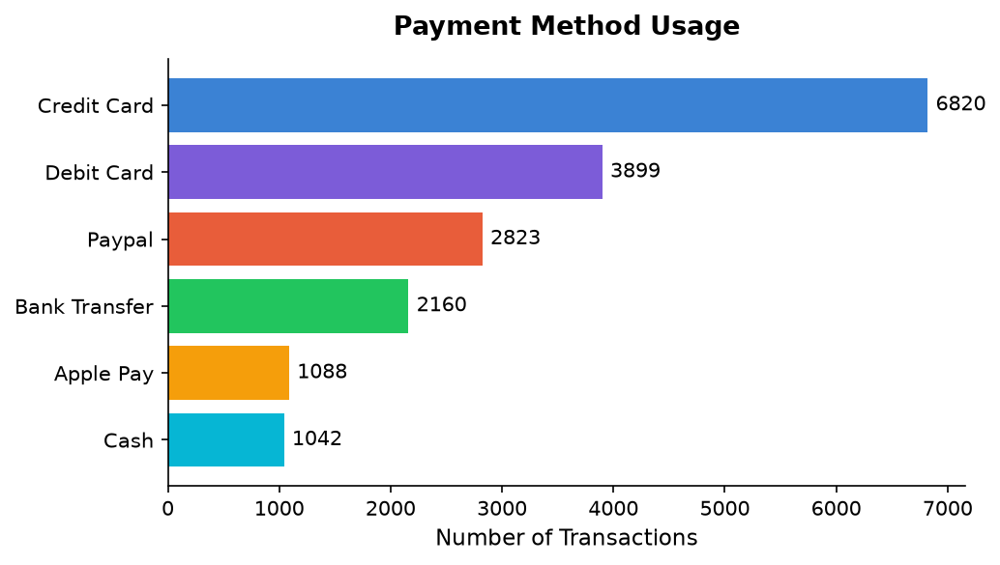 Payment Method Usage
Credit Card 6820
Debit Card 3899
Paypal 2823
Bank Transfer 2160
Apple Pay 1088
Cash 1042
0 1000 2000 3000 4000 5000 6000 7000
Number of Transactions